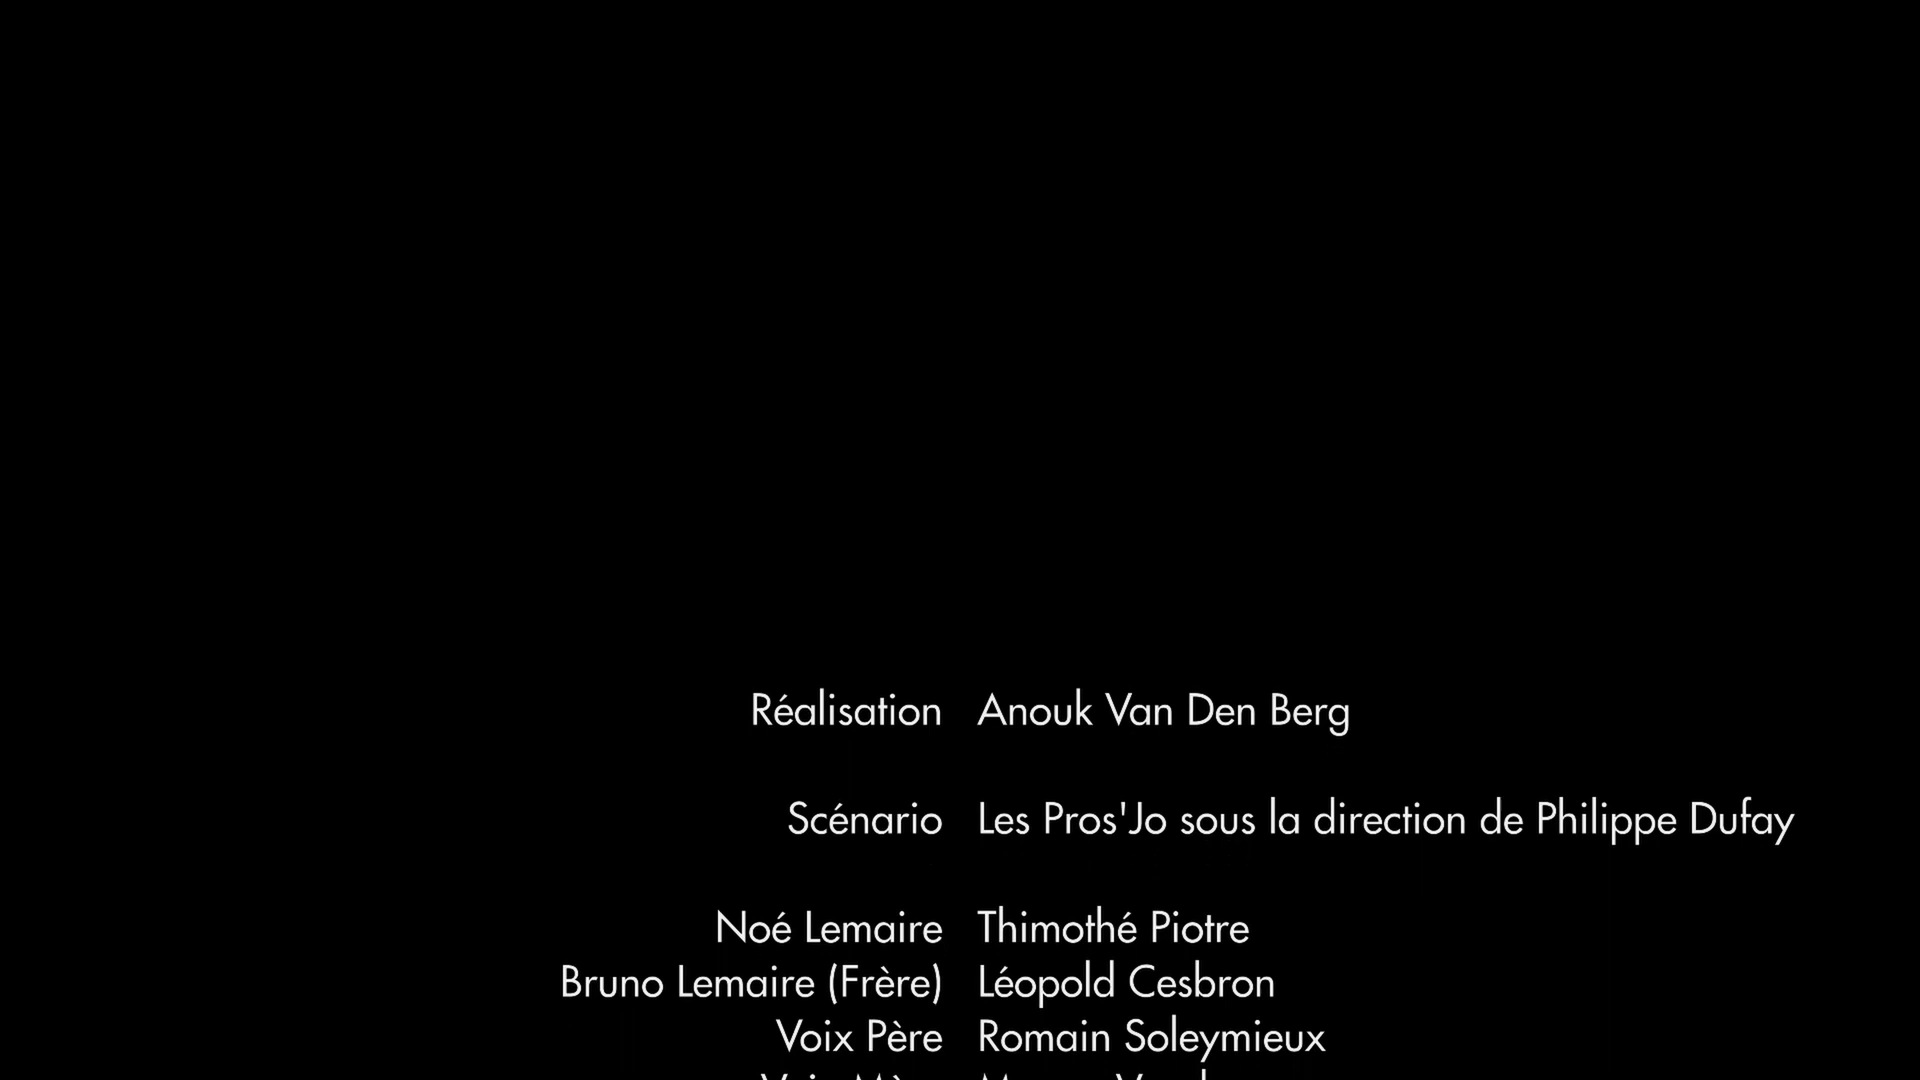 Réalisation Anouk Van Den Berg
Scénario Les Pros'Jo sous la direction de Philippe Dufay
Noé Lemaire Thimothé Piotre
Bruno Lemaire (Frère) Léopold Cesbron
Voix Père Romain Soleymieux